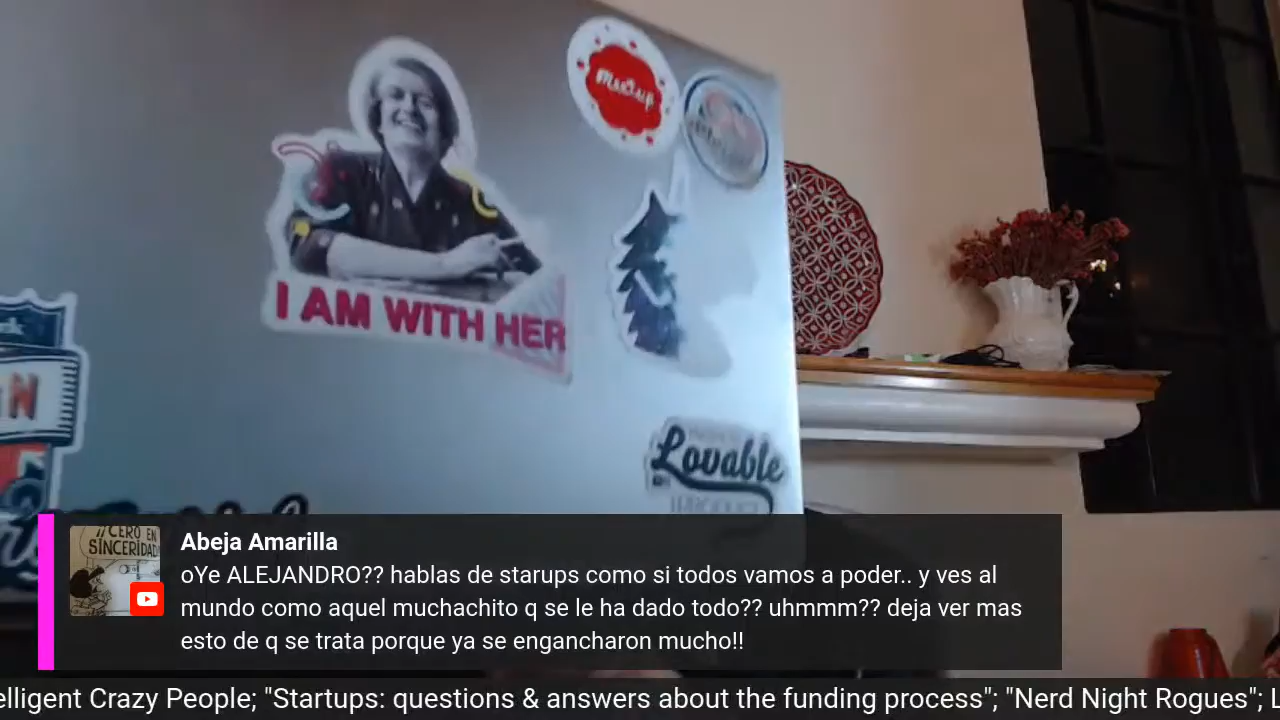 Meetup
I AM WITH HER
Lovable
¡¡CERO EN
SINCERIDAD
Abeja Amarilla
oYe ALEJANDRO?? hablas de starups como si todos vamos a poder.. y ves al
mundo como aquel muchachito q se le ha dado todo?? uhmmm?? deja ver mas
esto de q se trata porque ya se engancharon mucho!!
elligent Crazy People; "Startups: questions & answers about the funding process"; "Nerd Night Rogues"; L